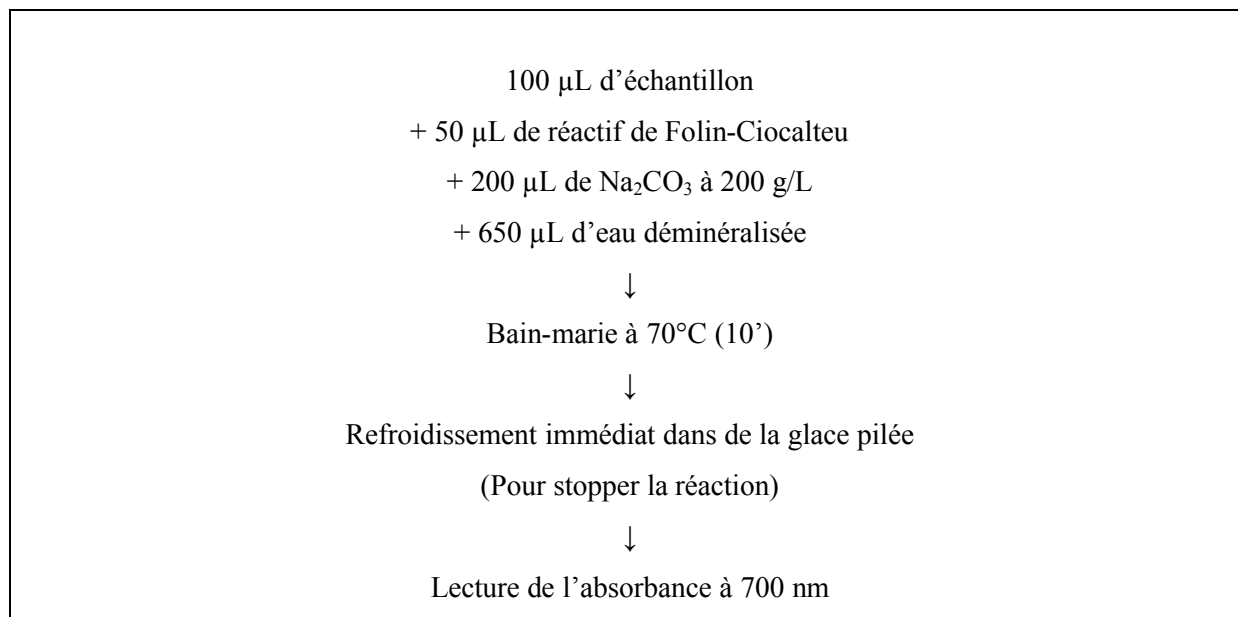 100 µL d’échantillon
+ 50 µL de réactif de Folin-Ciocalteu
+ 200 µL de Na₂CO₃ à 200 g/L
+ 650 µL d’eau déminéralisée
↓
Bain-marie à 70°C (10’)
↓
Refroidissement immédiat dans de la glace pilée
(Pour stopper la réaction)
↓
Lecture de l’absorbance à 700 nm